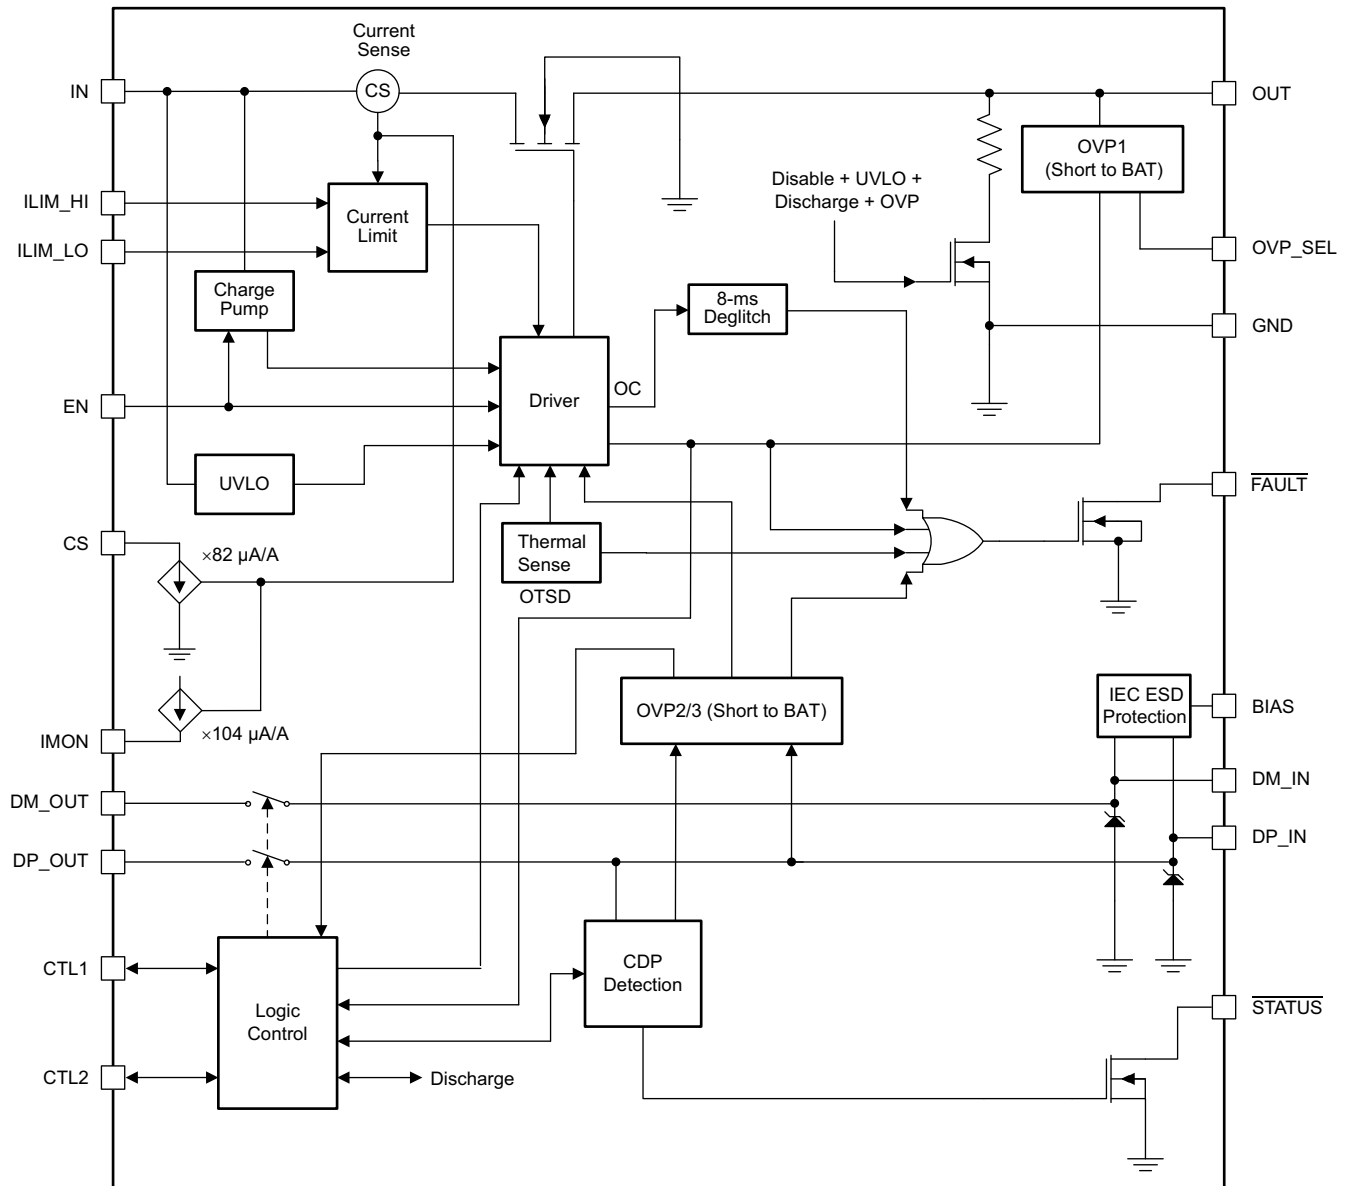 Current
Sense
IN
CS
OUT
OVP1
(Short to BAT)
Disable + UVLO +
Discharge + OVP
ILIM_HI
Current
Limit
ILIM_LO
OVP_SEL
Charge
Pump
8-ms
Deglitch
GND
OC
EN
Driver
UVLO
FAULT
CS
×82 µA/A
Thermal
Sense
OTSD
IEC ESD
Protection
BIAS
OVP2/3 (Short to BAT)
×104 µA/A
IMON
DM_IN
DM_OUT
DP_IN
DP_OUT
CTL1
CDP
Detection
Logic
Control
STATUS
CTL2
Discharge